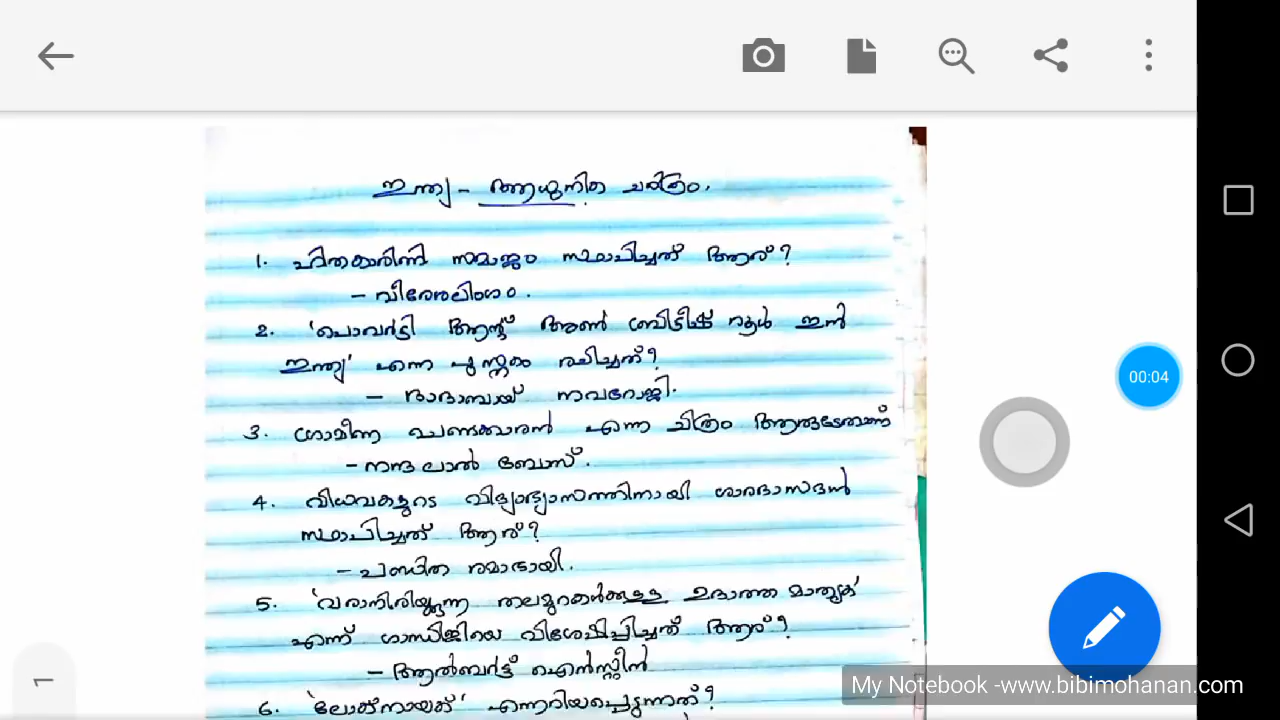 ഇന്ത്യ - ആധുനിക ചരിത്രം.
1. ഹിതകാരിണി സമാജം സ്ഥാപിച്ചത് ആര്?
- വീരേശലിംഗം.
2. 'പൊവർട്ടി ആന്റ് അൺ ബ്രിട്ടീഷ് റൂൾ ഇൻ
ഇന്ത്യ' എന്ന പുസ്തകം രചിച്ചത്?
- ദാദാഭായ് നവറോജി.
3. ഗ്രാമീണ ചെണ്ടക്കാരൻ എന്ന ചിത്രം ആരുടേതാണ്
- നന്ദലാൽ ബോസ്.
4. വിധവകളുടെ വിദ്യാഭ്യാസത്തിനായി ശാരദാസദൻ
സ്ഥാപിച്ചത് ആര്?
- പണ്ഡിത രമാഭായി.
5. 'വരാനിരിയ്ക്കുന്ന തലമുറകൾക്കുള്ള ഉദാത്ത മാതൃക'
എന്ന് ഗാന്ധിജിയെ വിശേഷിപ്പിച്ചത് ആര്?
- ആൽബർട്ട് ഐൻസ്റ്റീൻ
6. 'ലോക്നായക്' എന്നറിയപ്പെടുന്നത്?
00:04
1
My Notebook -www.bibimohanan.com